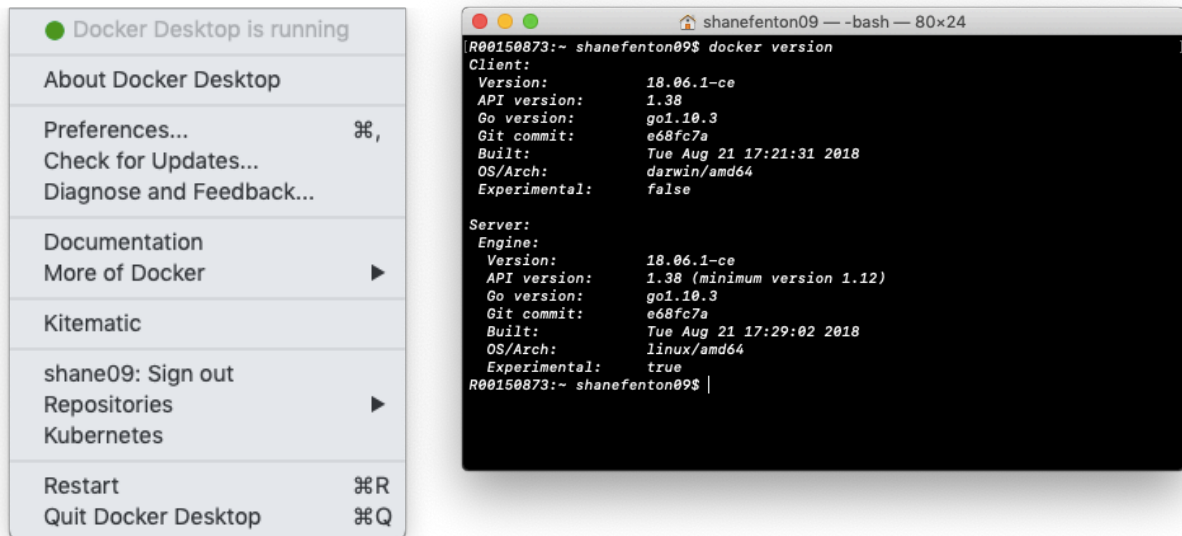 Docker Desktop is running
About Docker Desktop
Preferences... ⌘,
Check for Updates...
Diagnose and Feedback...
Documentation
More of Docker ▶
Kitematic
shane09: Sign out
Repositories ▶
Kubernetes
Restart ⌘R
Quit Docker Desktop ⌘Q
shanefenton09 — -bash — 80×24
[R00150873:~ shanefenton09$ docker version ]
Client:
Version: 18.06.1-ce
API version: 1.38
Go version: go1.10.3
Git commit: e68fc7a
Built: Tue Aug 21 17:21:31 2018
OS/Arch: darwin/amd64
Experimental: false
Server:
Engine:
Version: 18.06.1-ce
API version: 1.38 (minimum version 1.12)
Go version: go1.10.3
Git commit: e68fc7a
Built: Tue Aug 21 17:29:02 2018
OS/Arch: linux/amd64
Experimental: true
R00150873:~ shanefenton09$